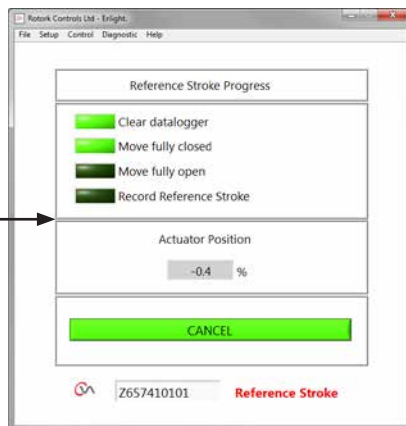 Rotork Controls Ltd - Enlight.
File Setup Control Diagnostic Help
Reference Stroke Progress
Clear datalogger
Move fully closed
Move fully open
Record Reference Stroke
Actuator Position
-0.4 %
CANCEL
Z657410101 Reference Stroke